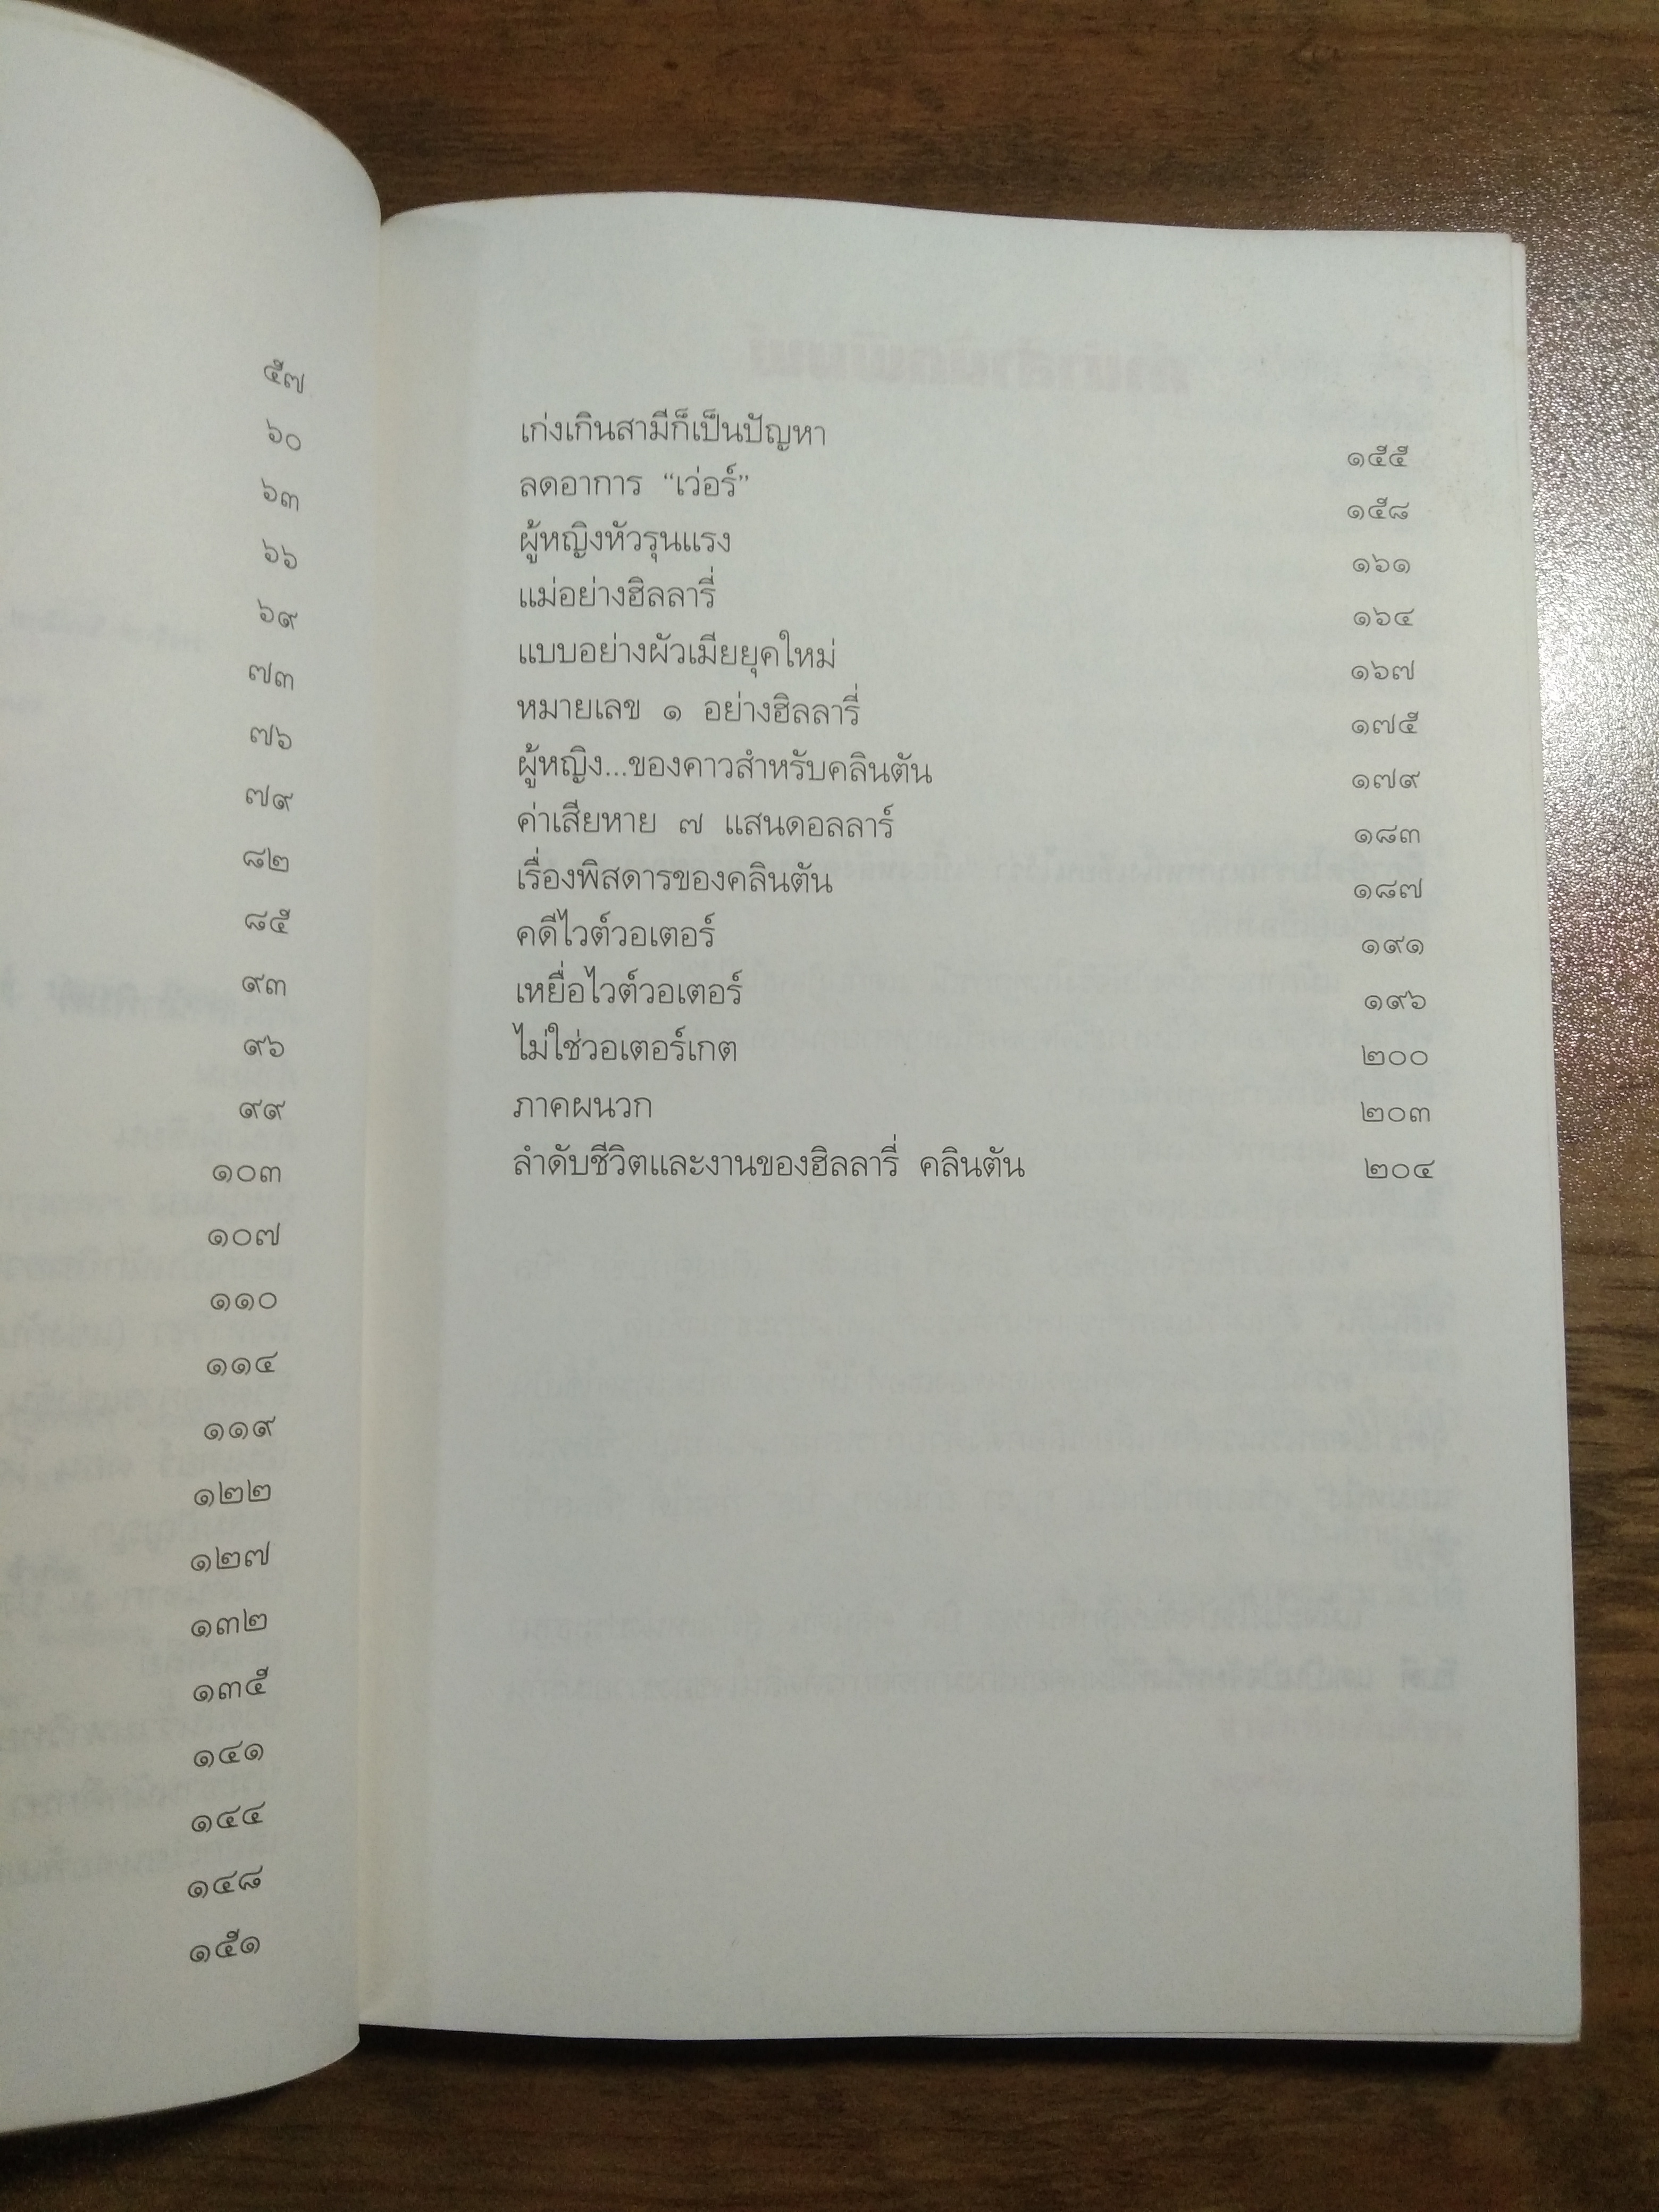 ๕๗
๖๐
๖๓
๖๖
๖๙
๗๓
๗๖
๗๙
๘๒
๘๕
๙๓
๙๖
๙๙
๑๐๓
๑๐๗
๑๑๐
๑๑๔
๑๑๙
๑๒๒
๑๒๗
๑๓๒
๑๓๕
๑๔๑
๑๔๔
๑๔๘
๑๕๑
เก่งเกินสามีก็เป็นปัญหา ๑๕๕
ลดอาการ “เว่อร์” ๑๕๘
ผู้หญิงหัวรุนแรง ๑๖๑
แม่อย่างฮิลลารี่ ๑๖๔
แบบอย่างผัวเมียยุคใหม่ ๑๖๗
หมายเลข ๑ อย่างฮิลลารี่ ๑๗๕
ผู้หญิง...ของคาวสำหรับคลินตัน ๑๗๙
ค่าเสียหาย ๗ แสนดอลลาร์ ๑๘๓
เรื่องพิสดารของคลินตัน ๑๘๗
คดีไวต์วอเตอร์ ๑๙๑
เหยื่อไวต์วอเตอร์ ๑๙๖
ไม่ใช่วอเตอร์เกต ๒๐๐
ภาคผนวก ๒๐๓
ลำดับชีวิตและงานของฮิลลารี่ คลินตัน ๒๐๔